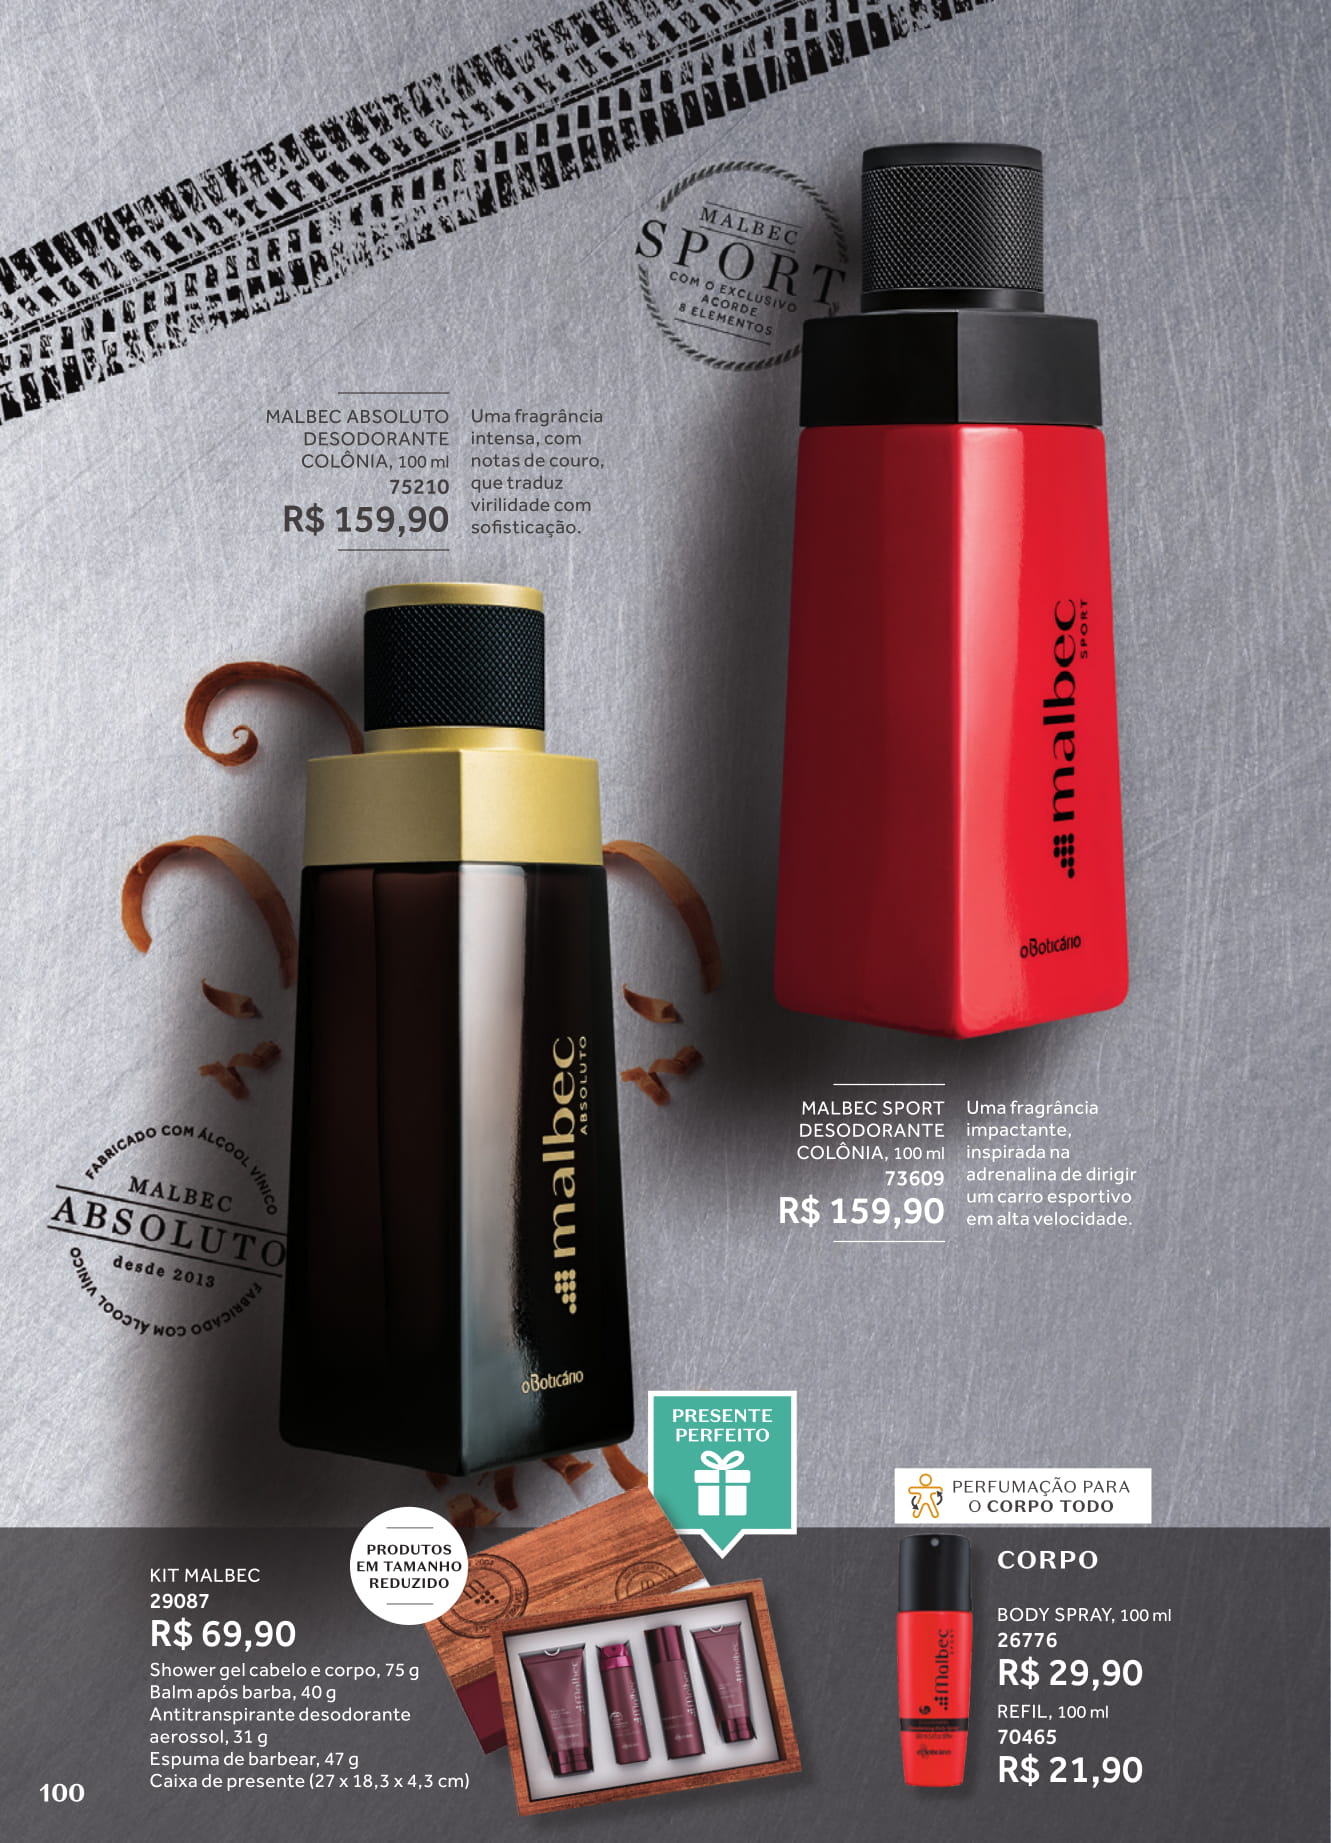 MALBEC
SPORT
COM O EXCLUSIVO
ACORDE
8 ELEMENTOS
MALBEC ABSOLUTO
DESODORANTE
COLÔNIA, 100 ml
75210
R$ 159,90
Uma fragrância
intensa, com
notas de couro,
que traduz
virilidade com
sofisticação.
malbec
SPORT
oBoticário
malbec
ABSOLUTO
oBoticário
FABRICADO COM ÁLCOOL VÍNICO
MALBEC
ABSOLUTO
desde 2013
FABRICADO COM ÁLCOOL VÍNICO
MALBEC SPORT
DESODORANTE
COLÔNIA, 100 ml
73609
R$ 159,90
Uma fragrância
impactante,
inspirada na
adrenalina de dirigir
um carro esportivo
em alta velocidade.
PRESENTE
PERFEITO
PERFUMAÇÃO PARA
O CORPO TODO
PRODUTOS
EM TAMANHO
REDUZIDO
KIT MALBEC
29087
R$ 69,90
Shower gel cabelo e corpo, 75 g
Balm após barba, 40 g
Antitranspirante desodorante
aerossol, 31 g
Espuma de barbear, 47 g
Caixa de presente (27 x 18,3 x 4,3 cm)
malbec
malbec
malbec
malbec
malbec
SPORT
oBoticário
CORPO
BODY SPRAY, 100 ml
26776
R$ 29,90
REFIL, 100 ml
70465
R$ 21,90
100